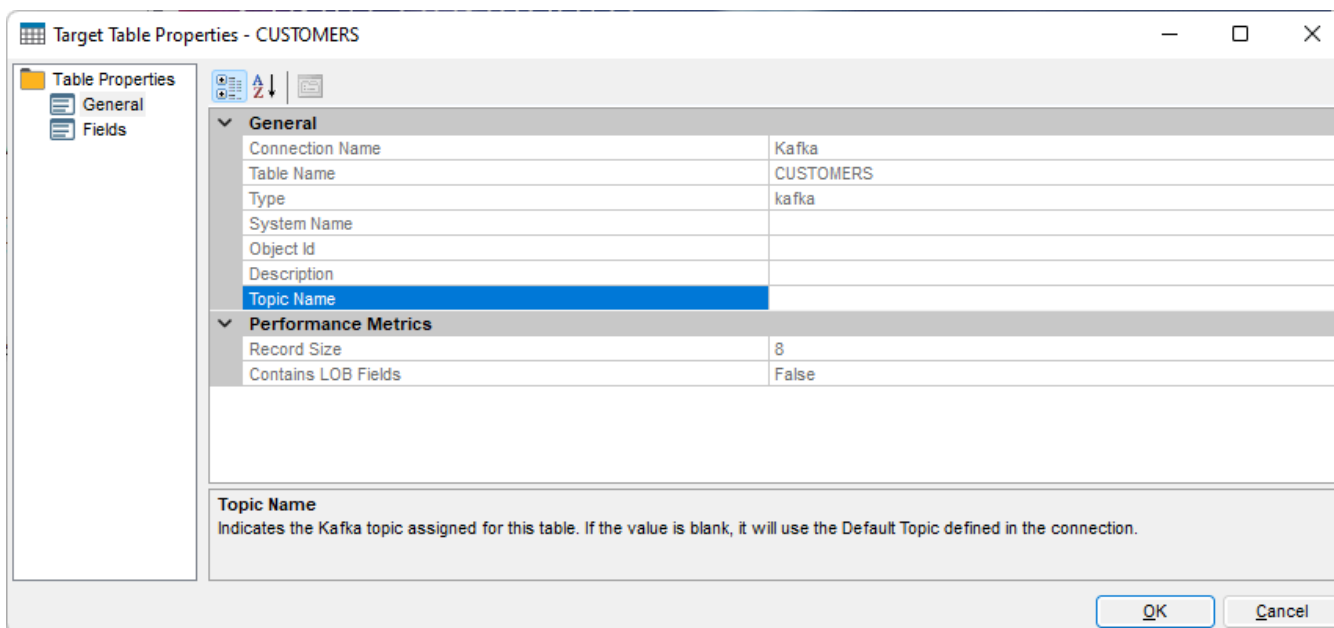 Target Table Properties - CUSTOMERS
Table Properties
General
Fields
General
Connection Name Kafka
Table Name CUSTOMERS
Type kafka
System Name
Object Id
Description
Topic Name
Performance Metrics
Record Size 8
Contains LOB Fields False
Topic Name
Indicates the Kafka topic assigned for this table. If the value is blank, it will use the Default Topic defined in the connection.
OK Cancel